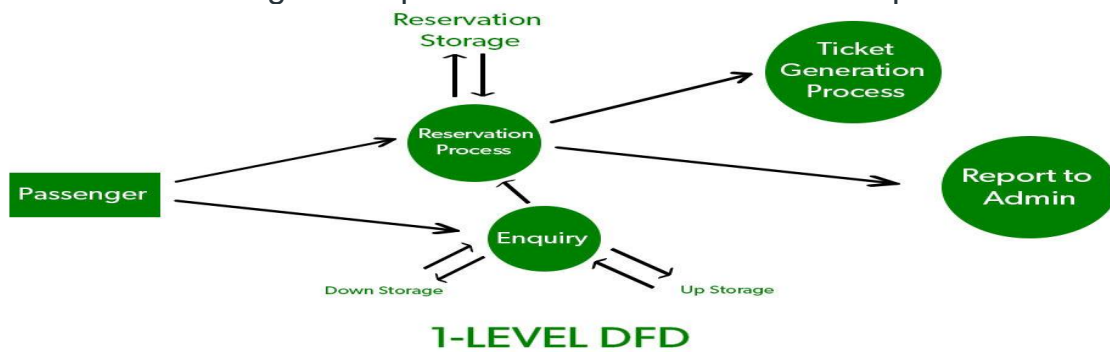 Reservation
Storage
Ticket
Generation
Process
Reservation
Process
Passenger
Report to
Admin
Enquiry
Down Storage
Up Storage
1-LEVEL DFD